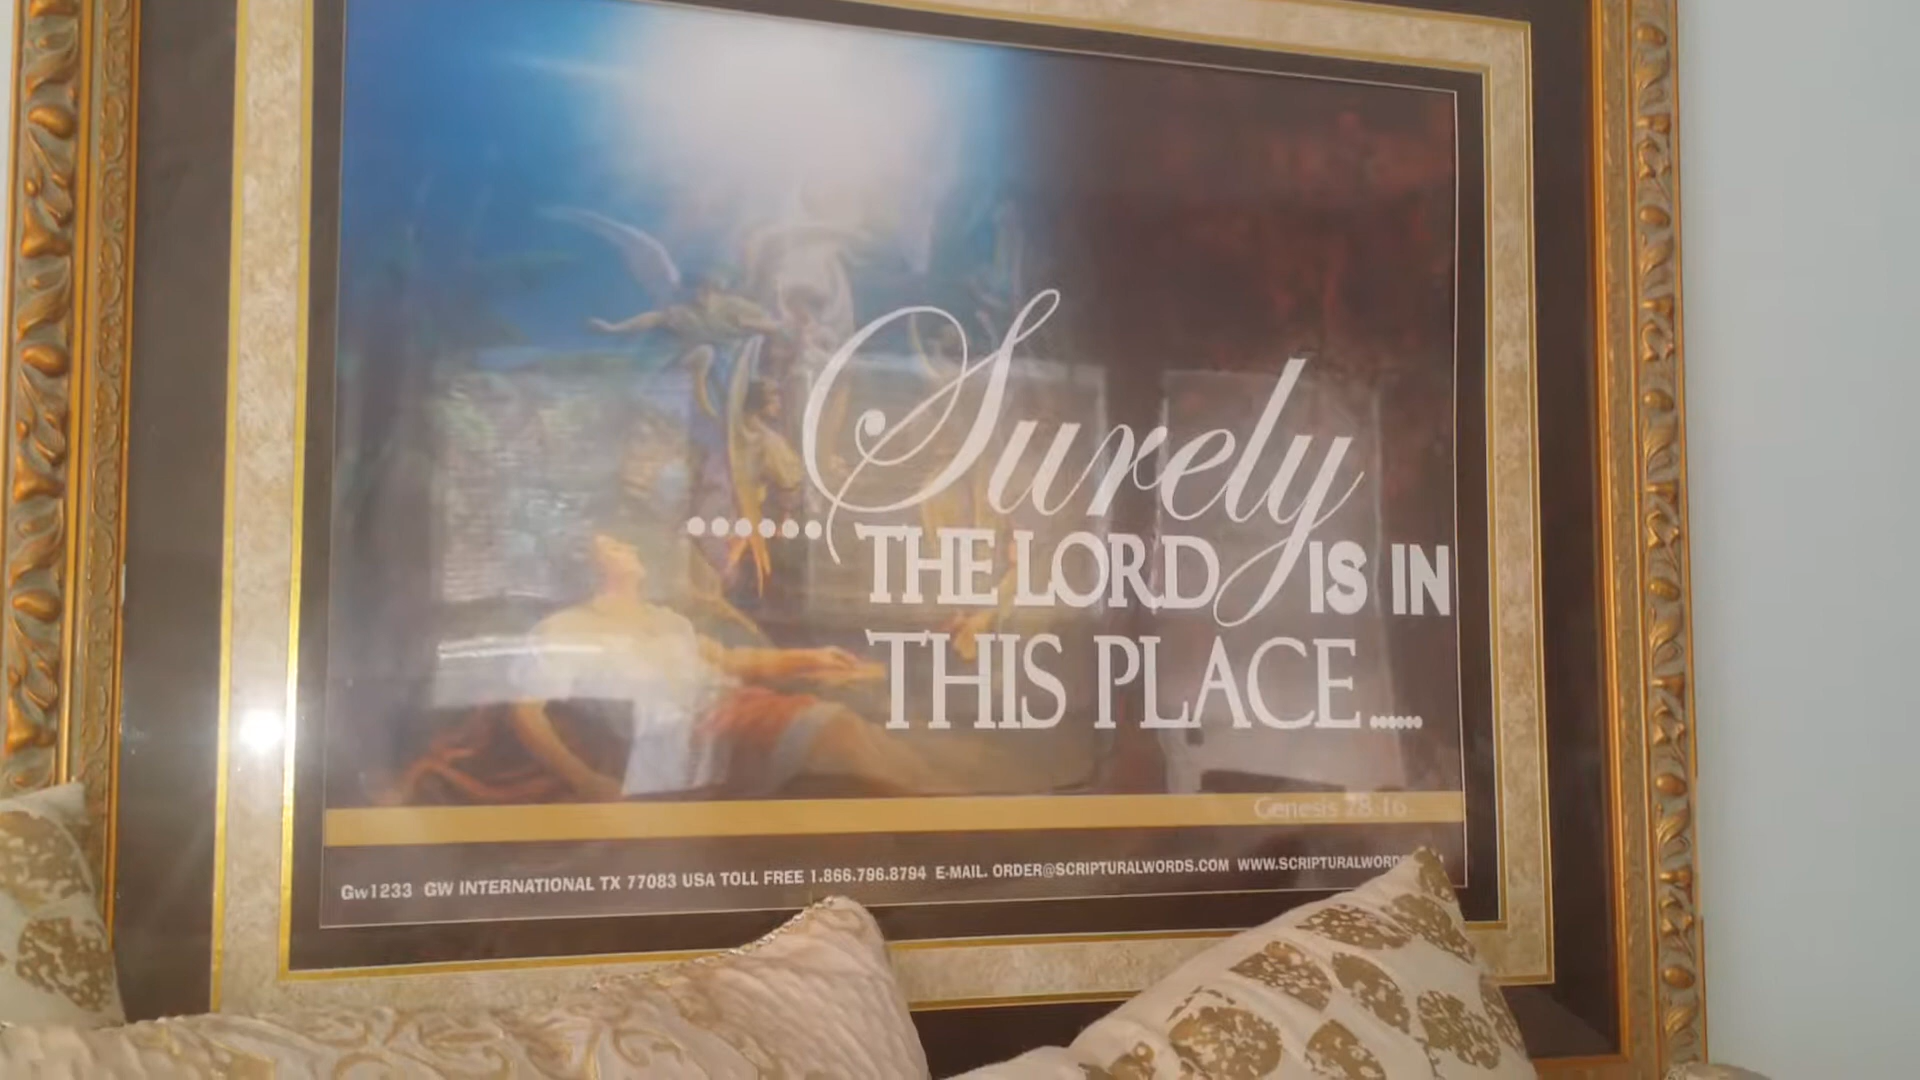 ......Surely
THE LORD IS IN
THIS PLACE......
Genesis 28:16
Gw1233 GW INTERNATIONAL TX 77083 USA TOLL FREE 1.866.796.8794 E-MAIL. ORDER@SCRIPTURALWORDS.COM